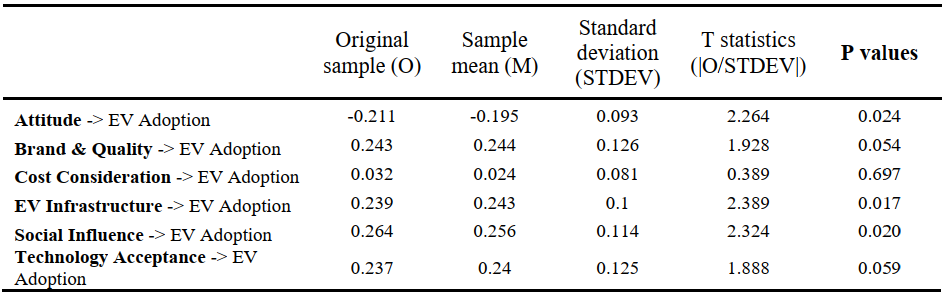 Original sample (O) Sample mean (M) Standard deviation (STDEV) T statistics (|O/STDEV|) P values
Attitude -> EV Adoption -0.211 -0.195 0.093 2.264 0.024
Brand & Quality -> EV Adoption 0.243 0.244 0.126 1.928 0.054
Cost Consideration -> EV Adoption 0.032 0.024 0.081 0.389 0.697
EV Infrastructure -> EV Adoption 0.239 0.243 0.1 2.389 0.017
Social Influence -> EV Adoption 0.264 0.256 0.114 2.324 0.020
Technology Acceptance -> EV Adoption 0.237 0.24 0.125 1.888 0.059